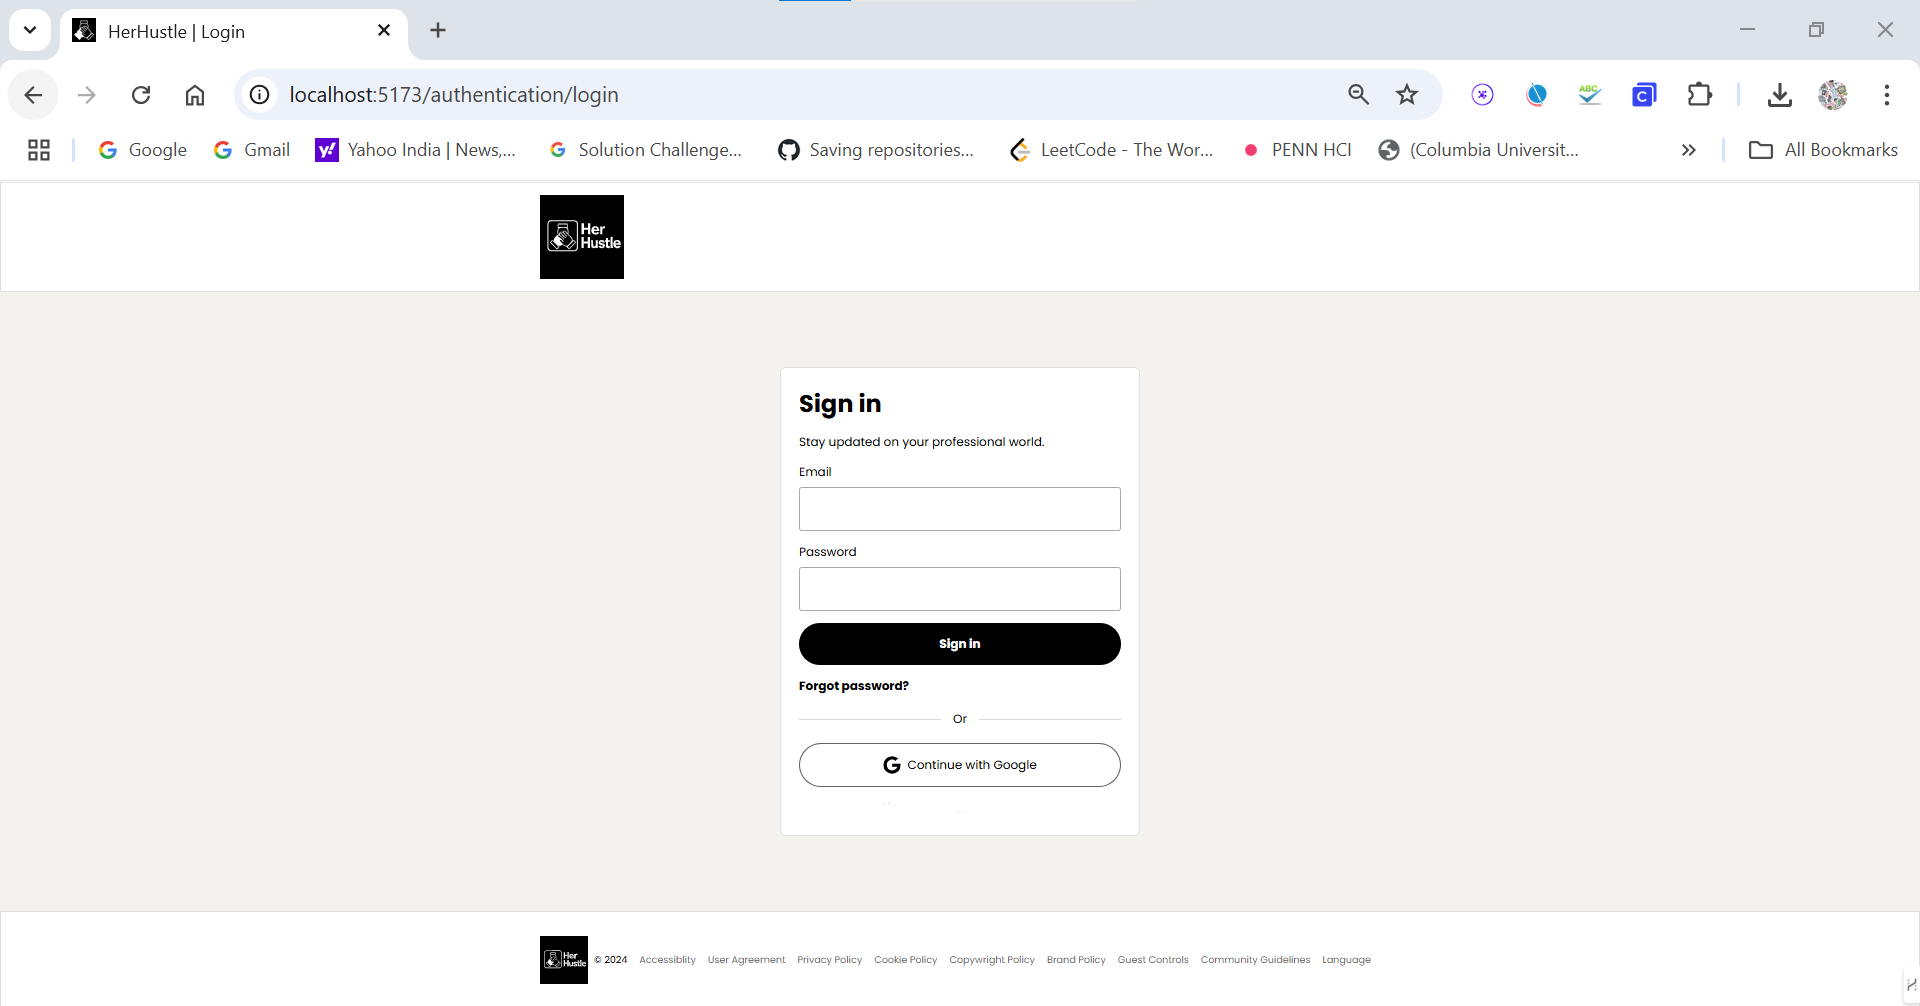 HerHustle | Login
localhost:5173/authentication/login
ABC
C
Google
Gmail
y!
Yahoo India | News,...
Solution Challenge...
Saving repositories...
LeetCode - The Wor...
PENN HCI
(Columbia Universit...
All Bookmarks
Her
Hustle
Sign in
Stay updated on your professional world.
Email
Password
Sign in
Forgot password?
Or
Continue with Google
Her
Hustle
© 2024 Accessiblity User Agreement Privacy Policy Cookie Policy Copywright Policy Brand Policy Guest Controls Community Guidelines Language